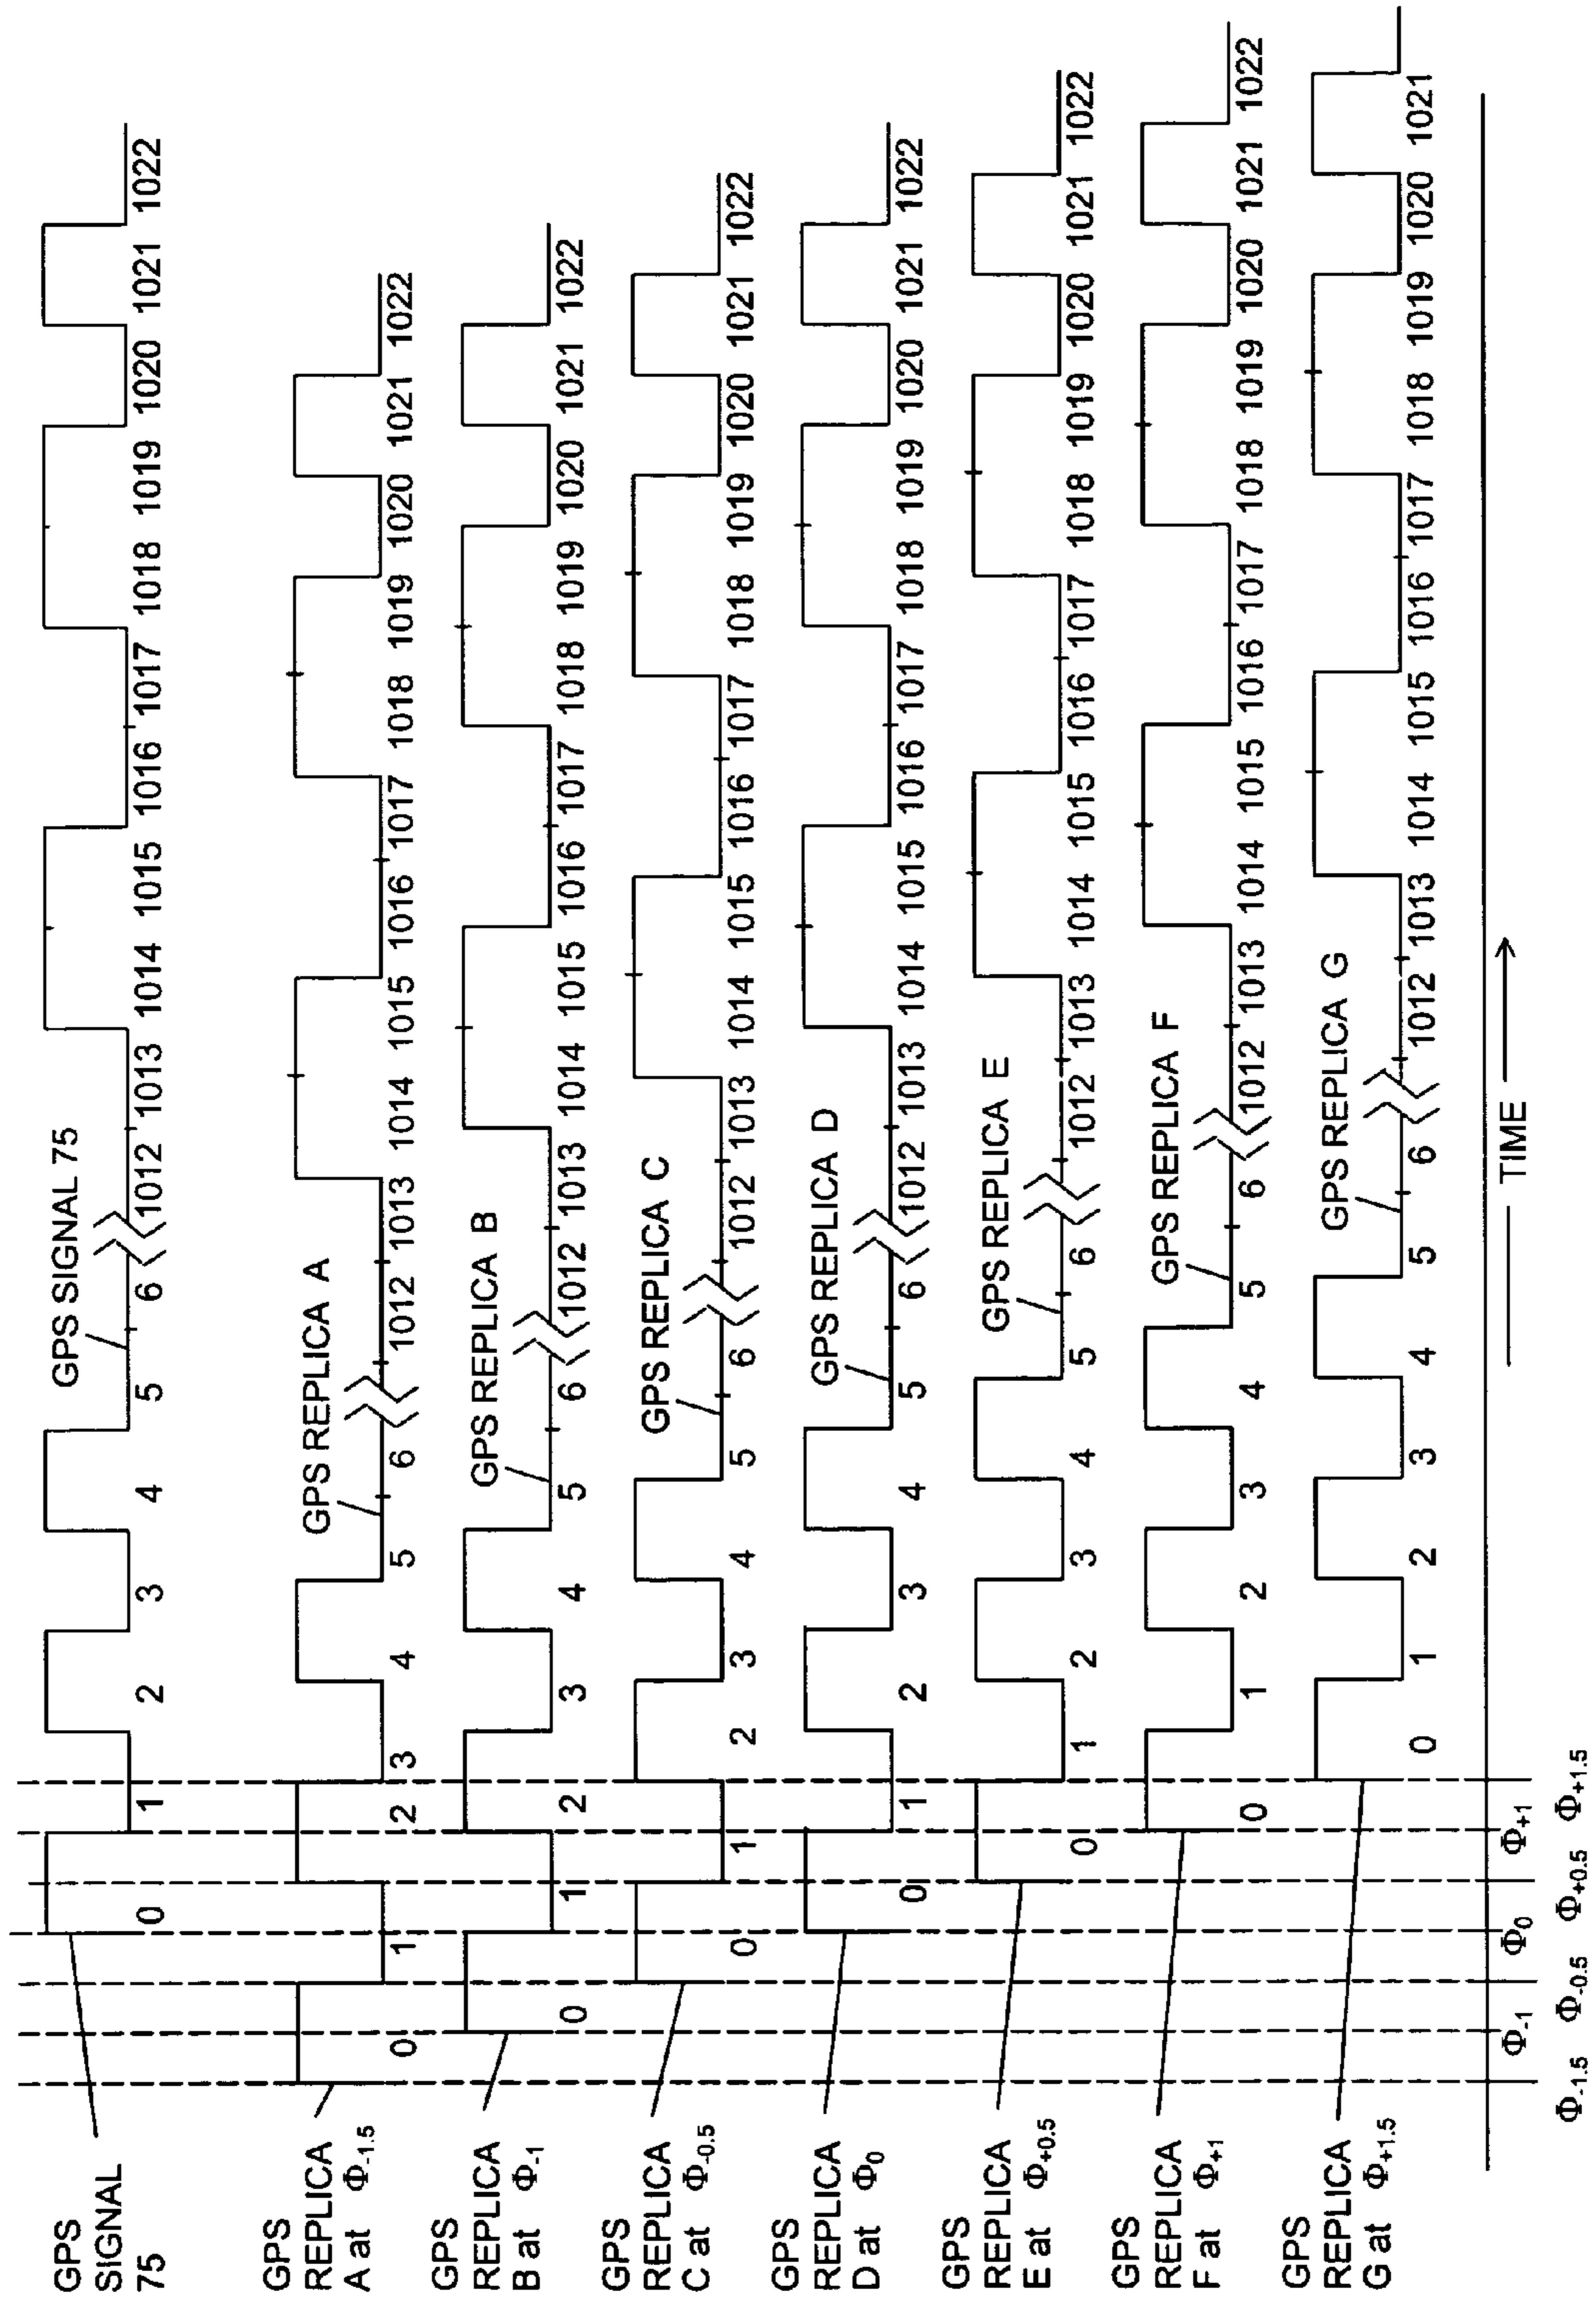 GPS
SIGNAL
75
GPS SIGNAL 75
0 1 2 3 4 5 6 1012 1013 1014 1015 1016 1017 1018 1019 1020 1021 1022
GPS
REPLICA
A at Φ-1.5
GPS REPLICA A
0 1 2 3 4 5 6 1012 1013 1014 1015 1016 1017 1018 1019 1020 1021 1022
GPS
REPLICA
B at Φ-1
GPS REPLICA B
0 1 2 3 4 5 6 1012 1013 1014 1015 1016 1017 1018 1019 1020 1021 1022
GPS
REPLICA
C at Φ-0.5
GPS REPLICA C
0 1 2 3 4 5 6 1012 1013 1014 1015 1016 1017 1018 1019 1020 1021 1022
GPS
REPLICA
D at Φ0
GPS REPLICA D
0 1 2 3 4 5 6 1012 1013 1014 1015 1016 1017 1018 1019 1020 1021 1022
GPS
REPLICA
E at Φ+0.5
GPS REPLICA E
0 1 2 3 4 5 6 1012 1013 1014 1015 1016 1017 1018 1019 1020 1021 1022
GPS
REPLICA
F at Φ+1
GPS REPLICA F
0 1 2 3 4 5 6 1012 1013 1014 1015 1016 1017 1018 1019 1020 1021 1022
GPS
REPLICA
G at Φ+1.5
GPS REPLICA G
0 1 2 3 4 5 6 1012 1013 1014 1015 1016 1017 1018 1019 1020 1021
Φ-1 Φ0 Φ+1
TIME
Φ-1.5 Φ-0.5 Φ+0.5 Φ+1.5